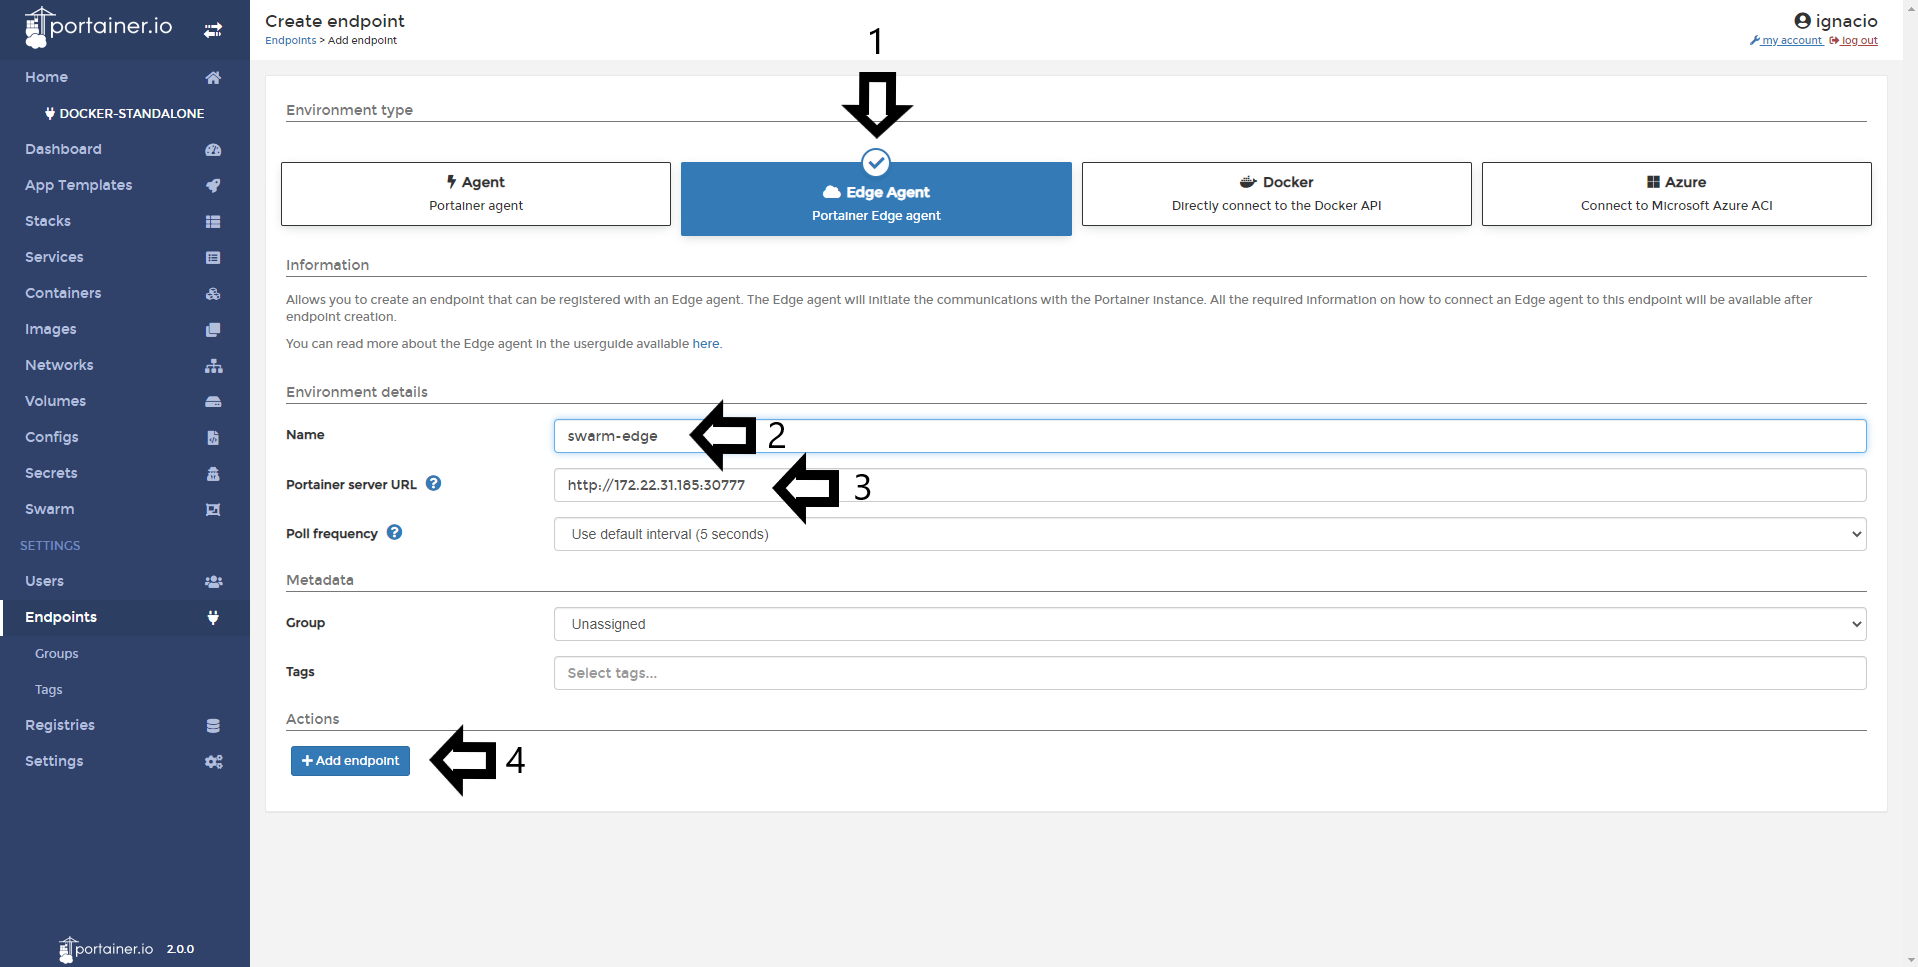 portainer.io
Home
DOCKER-STANDALONE
Dashboard
App Templates
Stacks
Services
Containers
Images
Networks
Volumes
Configs
Secrets
Swarm
SETTINGS
Users
Endpoints
Groups
Tags
Registries
Settings
portainer.io 2.0.0
Create endpoint
Endpoints > Add endpoint
ignacio
my account log out
1
Environment type
Agent
Portainer agent
Edge Agent
Portainer Edge agent
Docker
Directly connect to the Docker API
Azure
Connect to Microsoft Azure ACI
Information
Allows you to create an endpoint that can be registered with an Edge agent. The Edge agent will initiate the communications with the Portainer instance. All the required information on how to connect an Edge agent to this endpoint will be available after
endpoint creation.
You can read more about the Edge agent in the userguide available here.
Environment details
Name swarm-edge 2
Portainer server URL ? http://172.22.31.185:30777 3
Poll frequency ? Use default interval (5 seconds)
Metadata
Group Unassigned
Tags Select tags...
Actions
+ Add endpoint 4